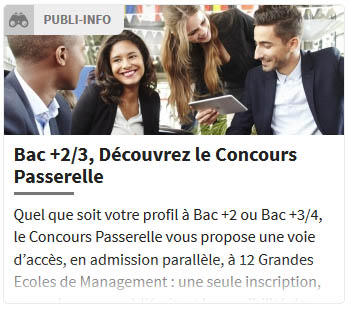 PUBLI-INFO
Bac +2/3, Découvrez le Concours
Passerelle
Quel que soit votre profil à Bac +2 ou Bac +3/4,
le Concours Passerelle vous propose une voie
d'accès, en admission parallèle, à 12 Grandes
Ecoles de Management : une seule inscription,